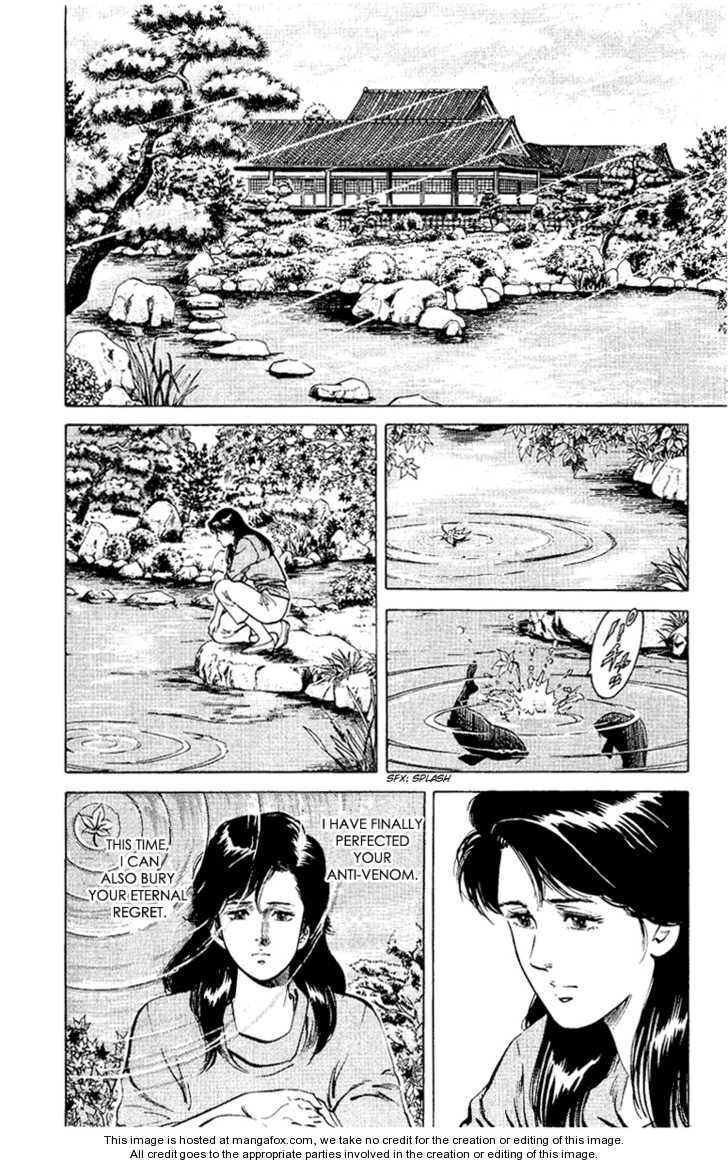 SFX: SPLASH
I HAVE FINALLY
PERFECTED
YOUR
ANTI-VENOM.
THIS TIME,
I CAN
ALSO BURY
YOUR ETERNAL
REGRET.
This image is hosted at mangafox.com, we take no credit for the creation or editing of this image.
All credit goes to the appropriate parties involved in the creation or editing of this image.